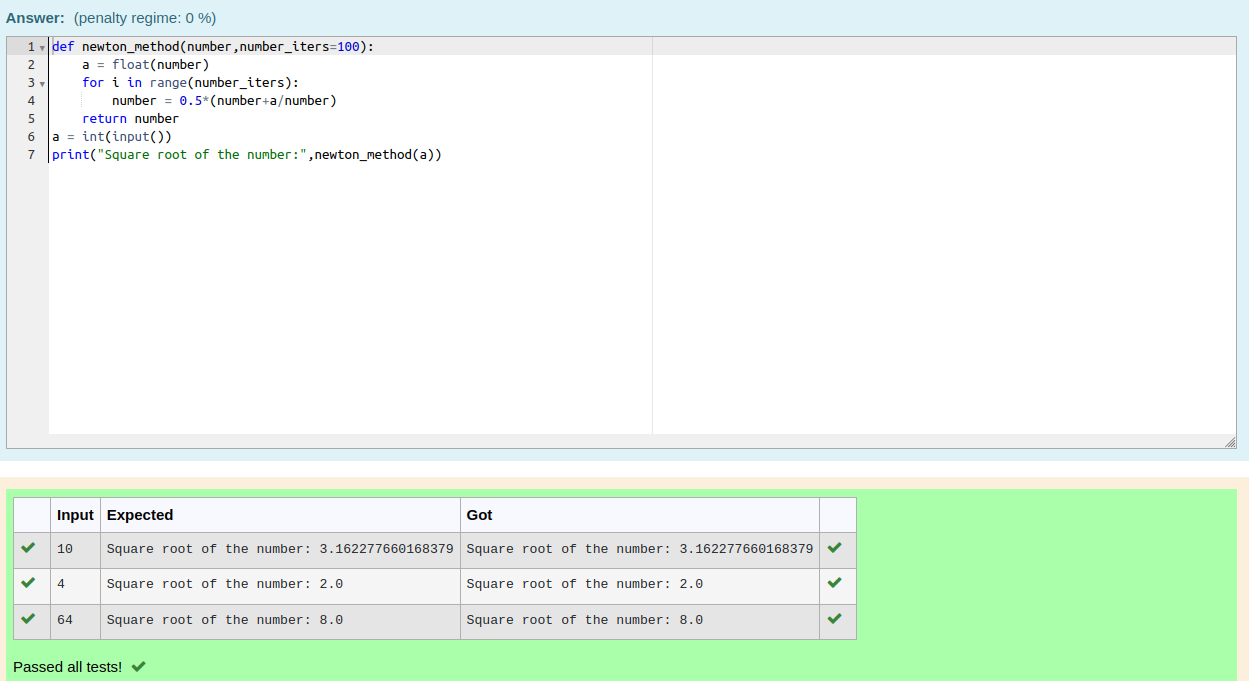 Answer: (penalty regime: 0 %)
1 def newton_method(number,number_iters=100):
2     a = float(number)
3     for i in range(number_iters):
4         number = 0.5*(number+a/number)
5     return number
6 a = int(input())
7 print("Square root of the number:",newton_method(a))
Input Expected Got
10 Square root of the number: 3.162277660168379 Square root of the number: 3.162277660168379
4 Square root of the number: 2.0 Square root of the number: 2.0
64 Square root of the number: 8.0 Square root of the number: 8.0
Passed all tests!